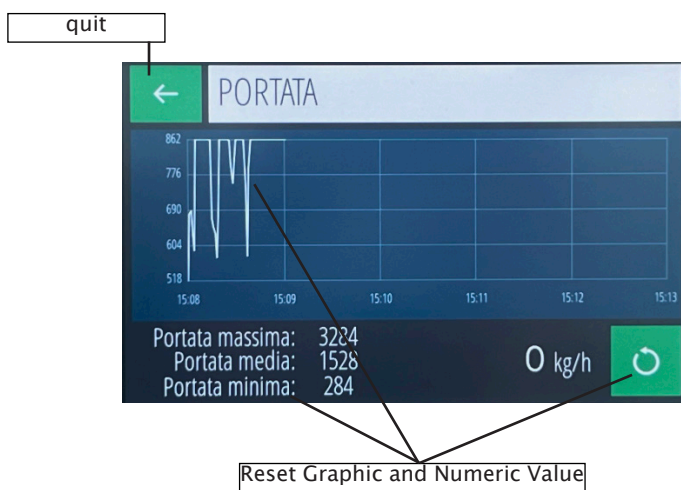 quit
PORTATA
862
776
690
604
518
15:08 15:09 15:10 15:11 15:12 15:13
Portata massima: 3284
Portata media: 1528
Portata minima: 284
0 kg/h
Reset Graphic and Numeric Value